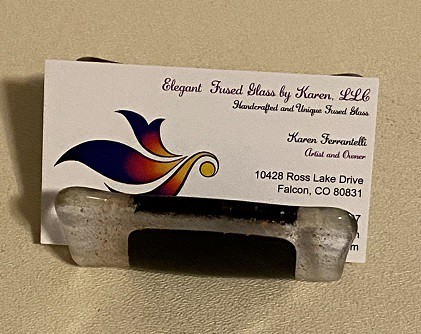 Elegant Fused Glass by Karen, LLC
Handcrafted and Unique Fused Glass
Karen Ferrantelli
Artist and Owner
10428 Ross Lake Drive
Falcon, CO 80831